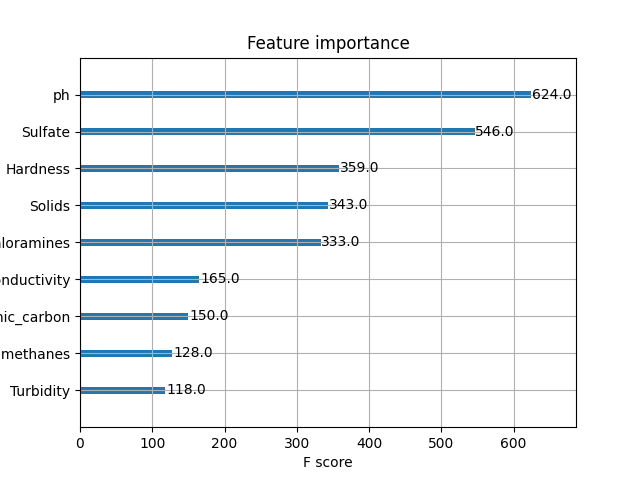 Feature importance
ph 624.0
Sulfate 546.0
Hardness 359.0
Solids 343.0
loramines 333.0
onductivity 165.0
nic_carbon 150.0
methanes 128.0
Turbidity 118.0
0 100 200 300 400 500 600
F score